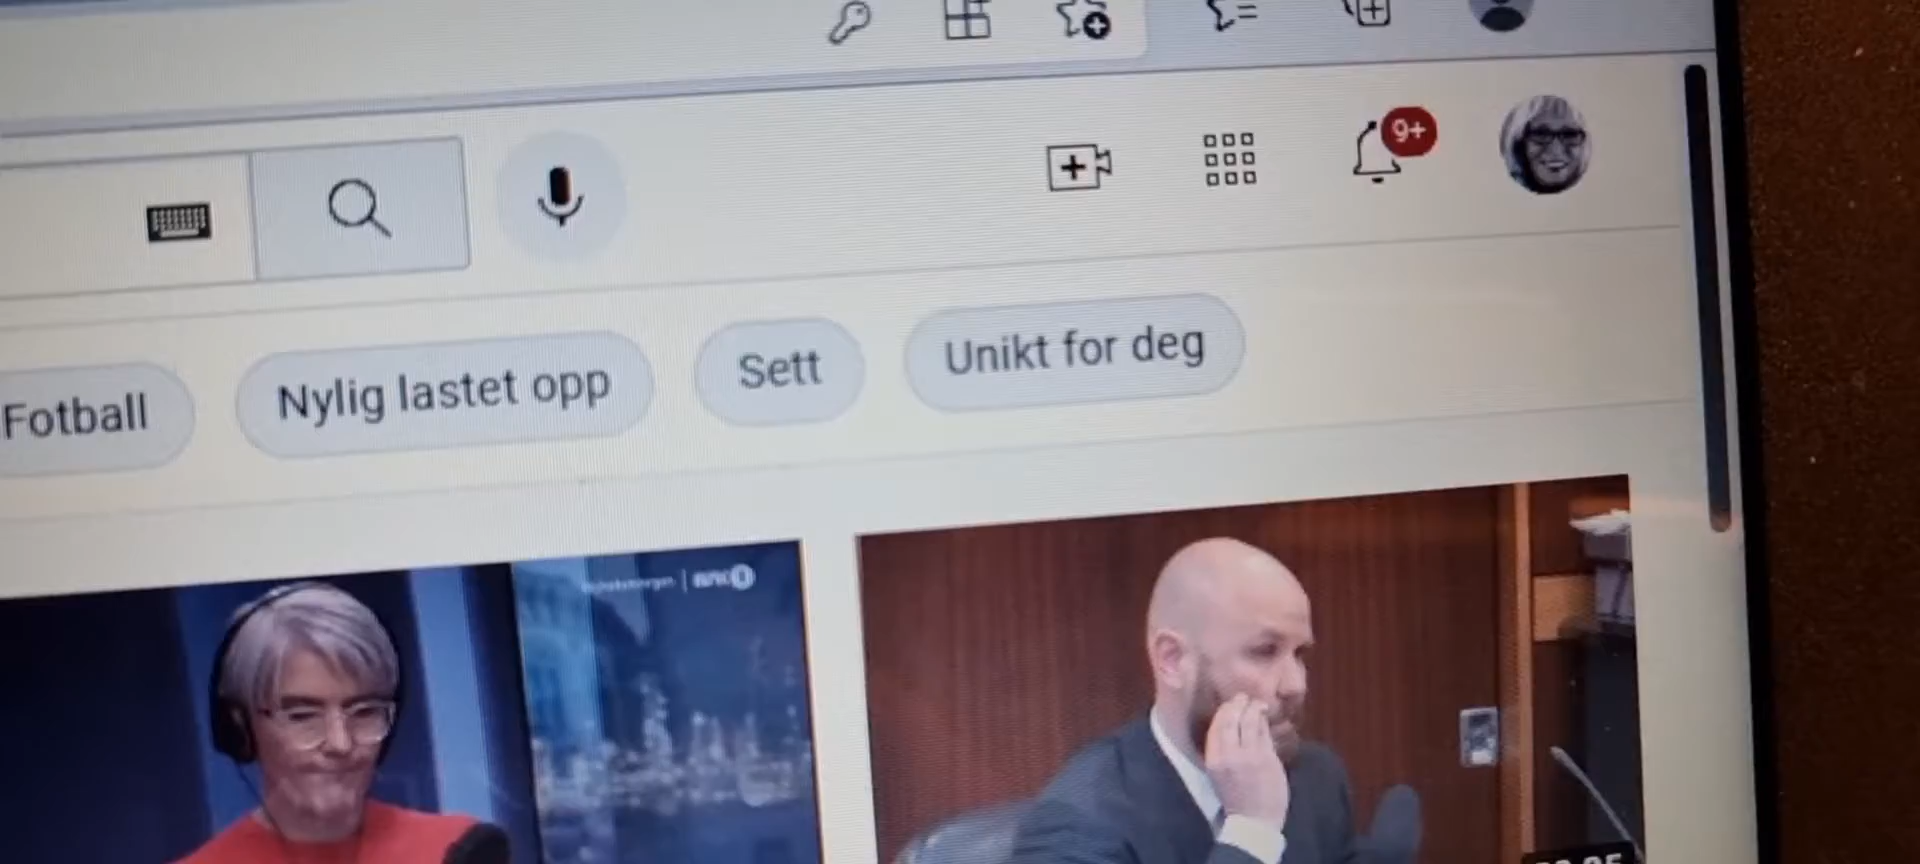 9+
Fotball
Nylig lastet opp
Sett
Unikt for deg